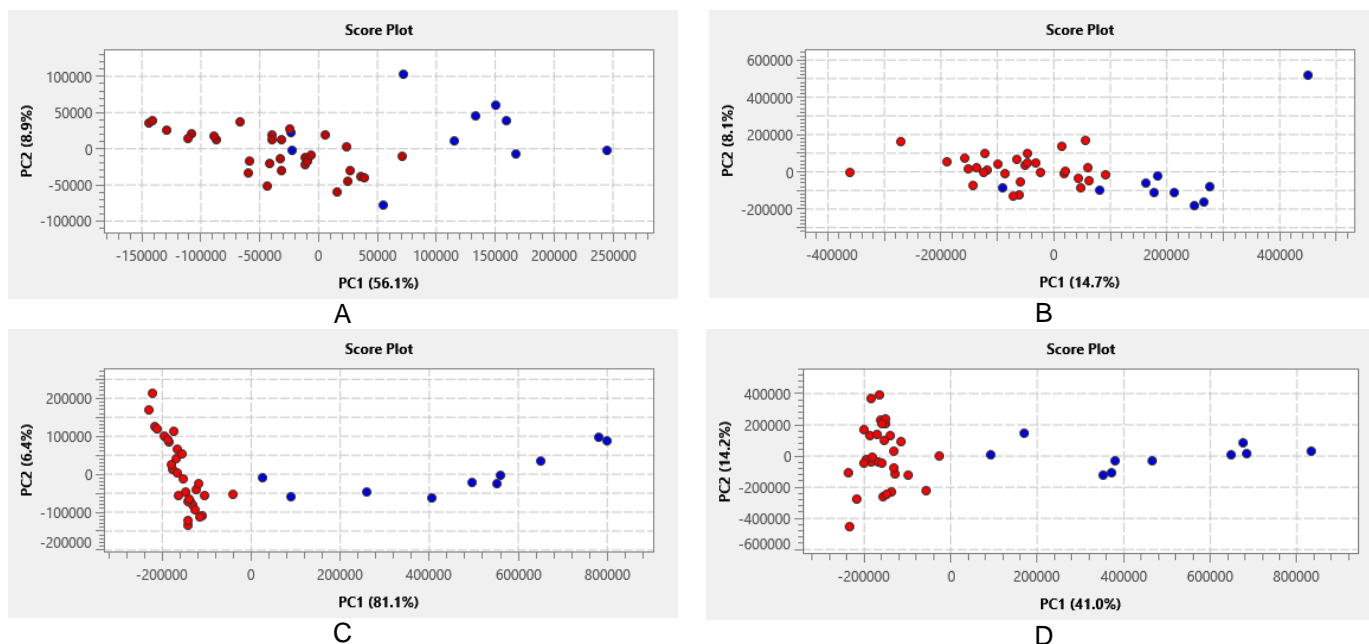 Score Plot
100000
50000
0
-50000
-100000
PC2 (8.9%)
-150000 -100000 -50000 0 50000 100000 150000 200000 250000
PC1 (56.1%)
A
Score Plot
600000
400000
200000
0
-200000
PC2 (8.1%)
-400000 -200000 0 200000 400000
PC1 (14.7%)
B
Score Plot
200000
100000
0
-100000
-200000
PC2 (6.4%)
-200000 0 200000 400000 600000 800000
PC1 (81.1%)
C
Score Plot
400000
200000
0
-200000
-400000
-600000
PC2 (14.2%)
-200000 0 200000 400000 600000 800000
PC1 (41.0%)
D